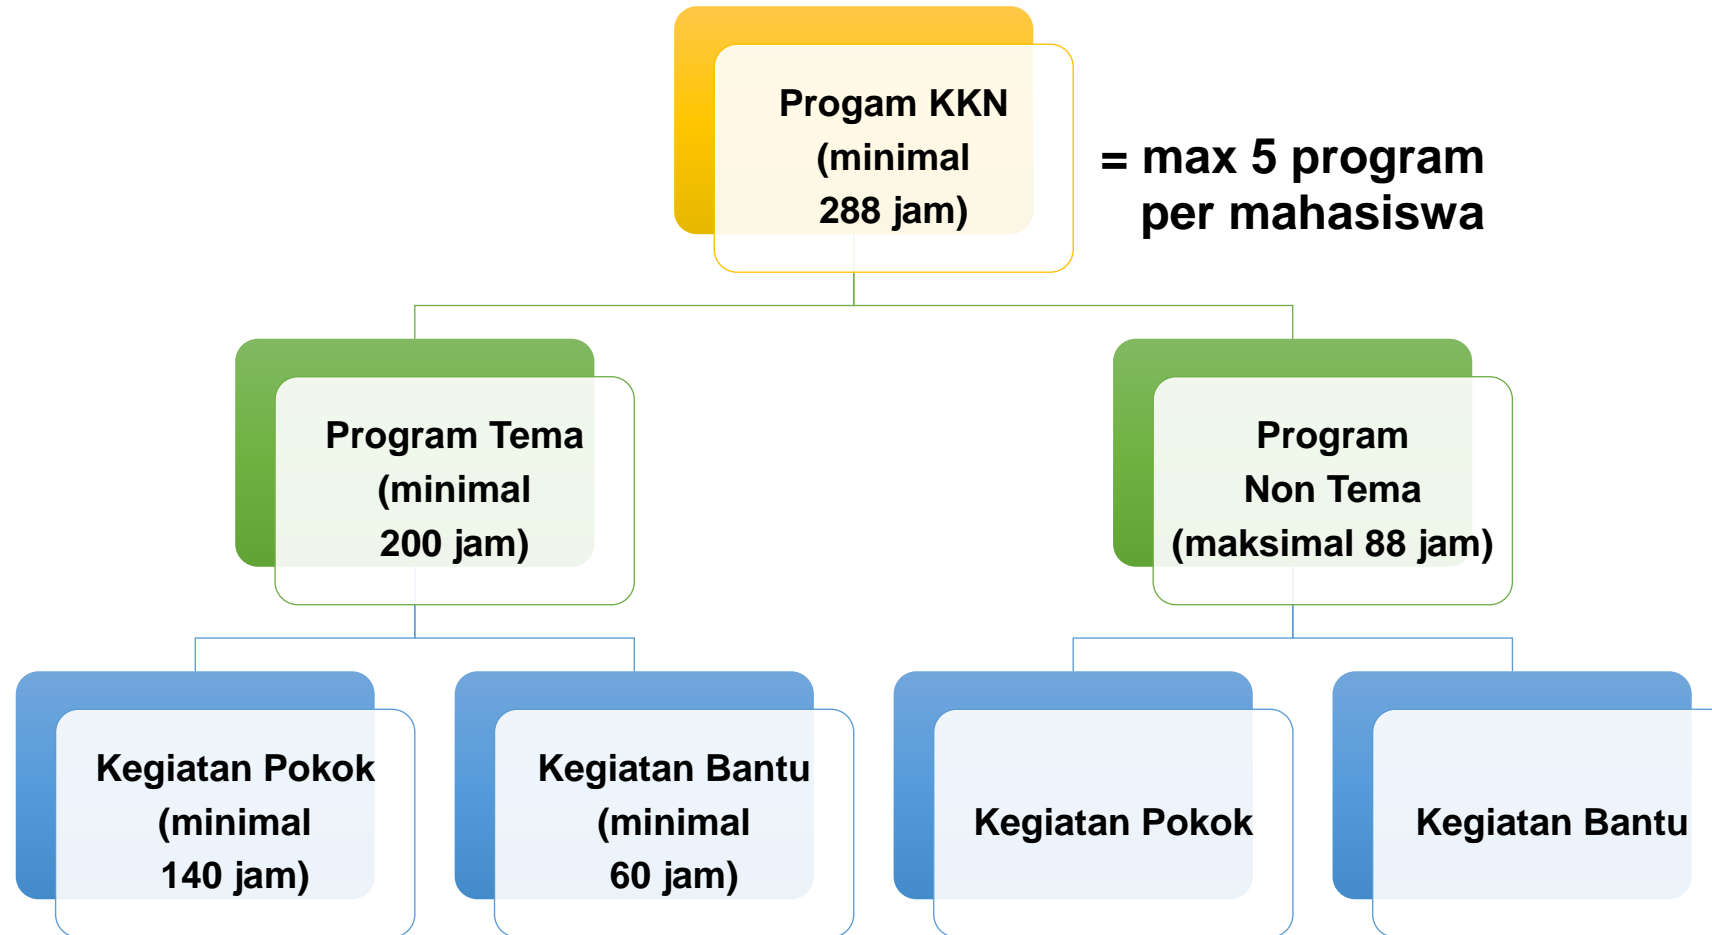 Progam KKN
(minimal
288 jam)
= max 5 program
per mahasiswa
Program Tema
(minimal
200 jam)
Program
Non Tema
(maksimal 88 jam)
Kegiatan Pokok
(minimal
140 jam)
Kegiatan Bantu
(minimal
60 jam)
Kegiatan Pokok
Kegiatan Bantu